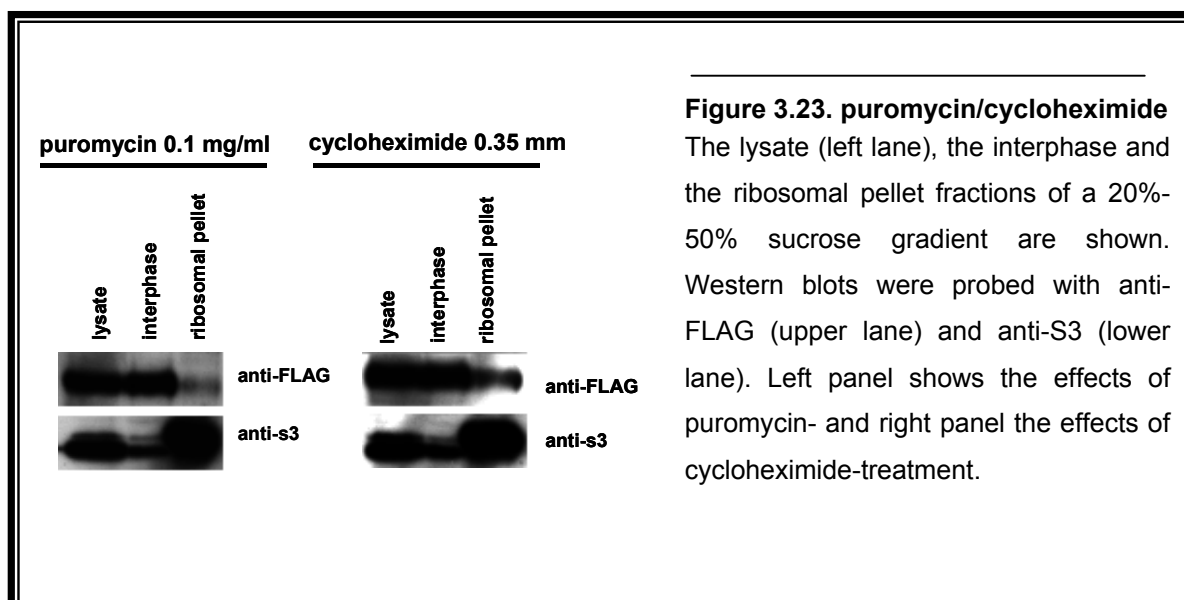 puromycin 0.1 mg/ml
cycloheximide 0.35 mm
lysate
interphase
ribosomal pellet
lysate
interphase
ribosomal pellet
anti-FLAG
anti-s3
anti-FLAG
anti-s3
Figure 3.23. puromycin/cycloheximide
The lysate (left lane), the interphase and
the ribosomal pellet fractions of a 20%-
50% sucrose gradient are shown.
Western blots were probed with anti-
FLAG (upper lane) and anti-S3 (lower
lane). Left panel shows the effects of
puromycin- and right panel the effects of
cycloheximide-treatment.